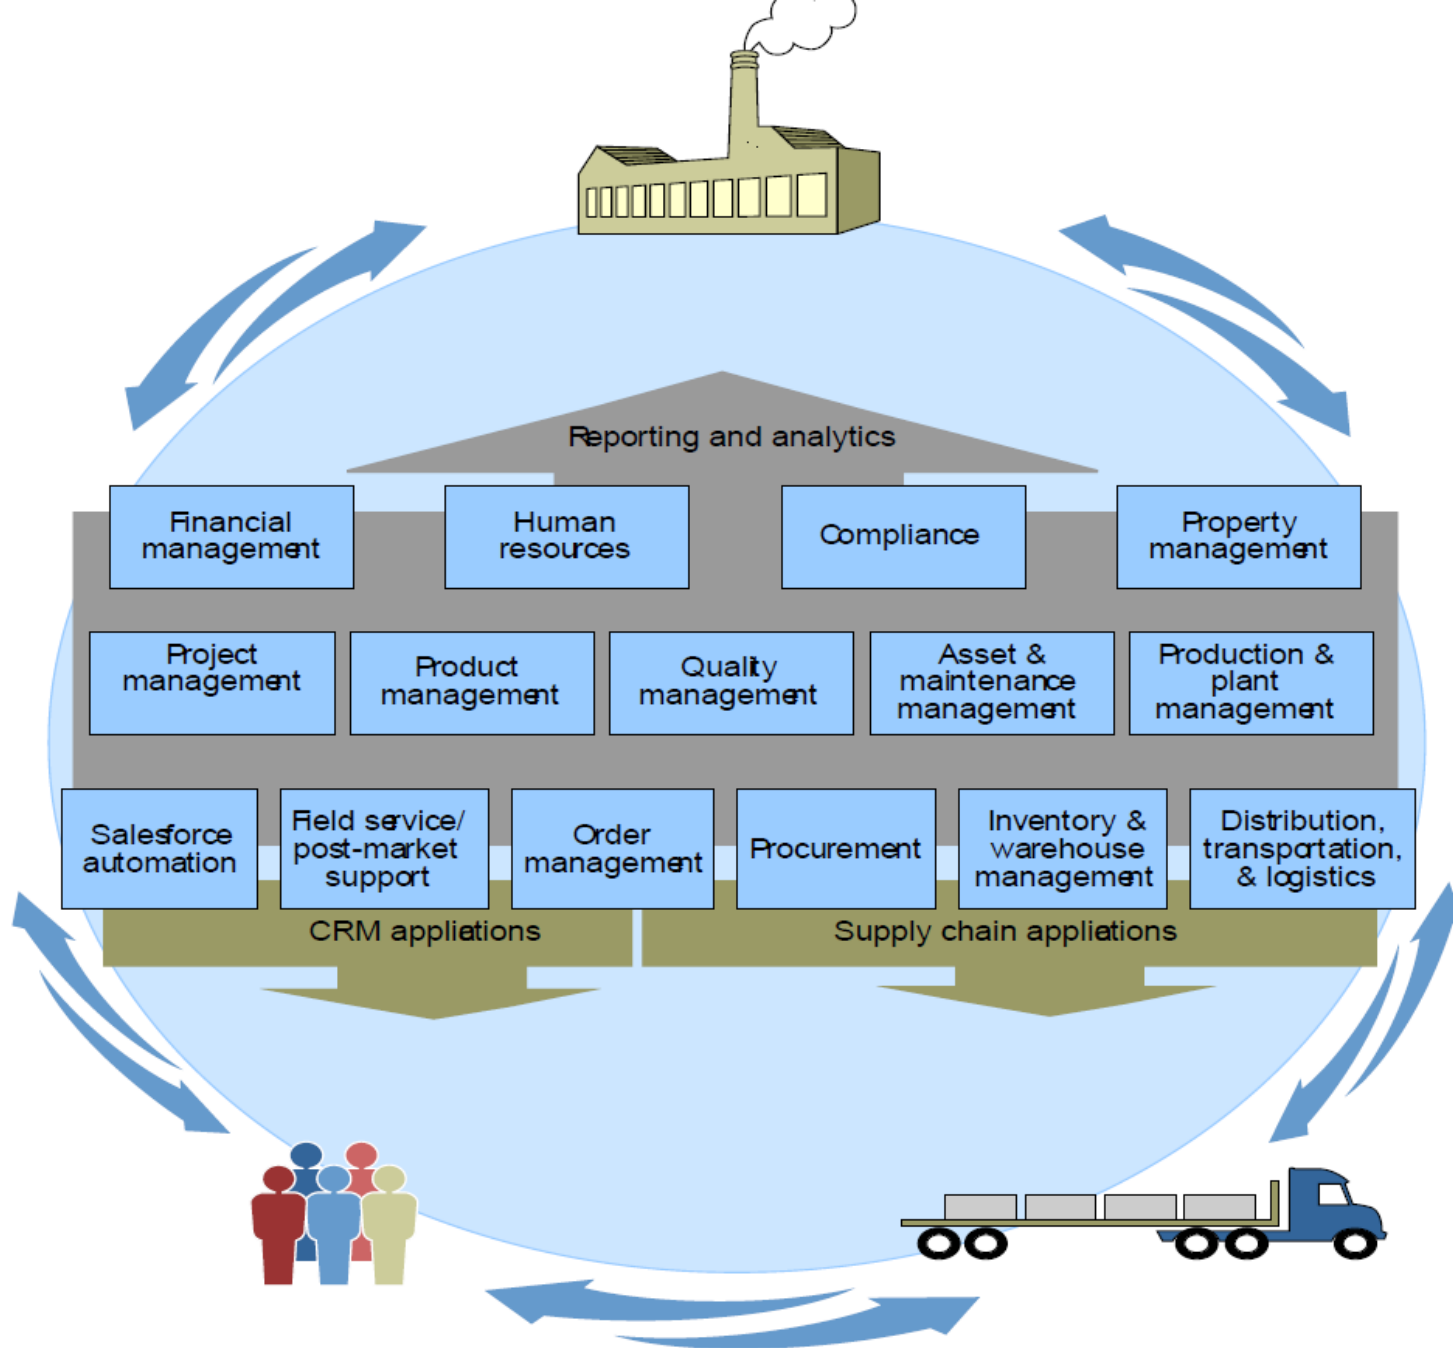 Reporting and analytics
Financial
management
Human
resources
Compliance
Property
management
Project
management
Product
management
Quality
management
Asset &
maintenance
management
Production &
plant
management
Salesforce
automation
Field service/
post-market
support
Order
management
Procurement
Inventory &
warehouse
management
Distribution,
transportation,
& logistics
CRM applications
Supply chain applications